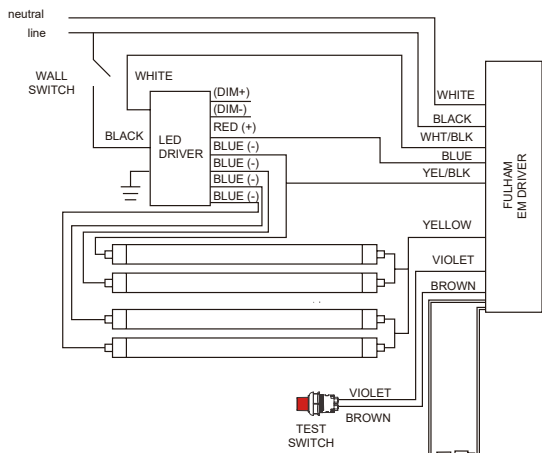 neutral
line
WALL
SWITCH
WHITE
BLACK
LED
DRIVER
(DIM+)
(DIM-)
RED (+)
BLUE (-)
BLUE (-)
BLUE (-)
BLUE (-)
WHITE
BLACK
WHT/BLK
BLUE
YEL/BLK
YELLOW
VIOLET
BROWN
FULHAM
EM DRIVER
VIOLET
BROWN
TEST
SWITCH